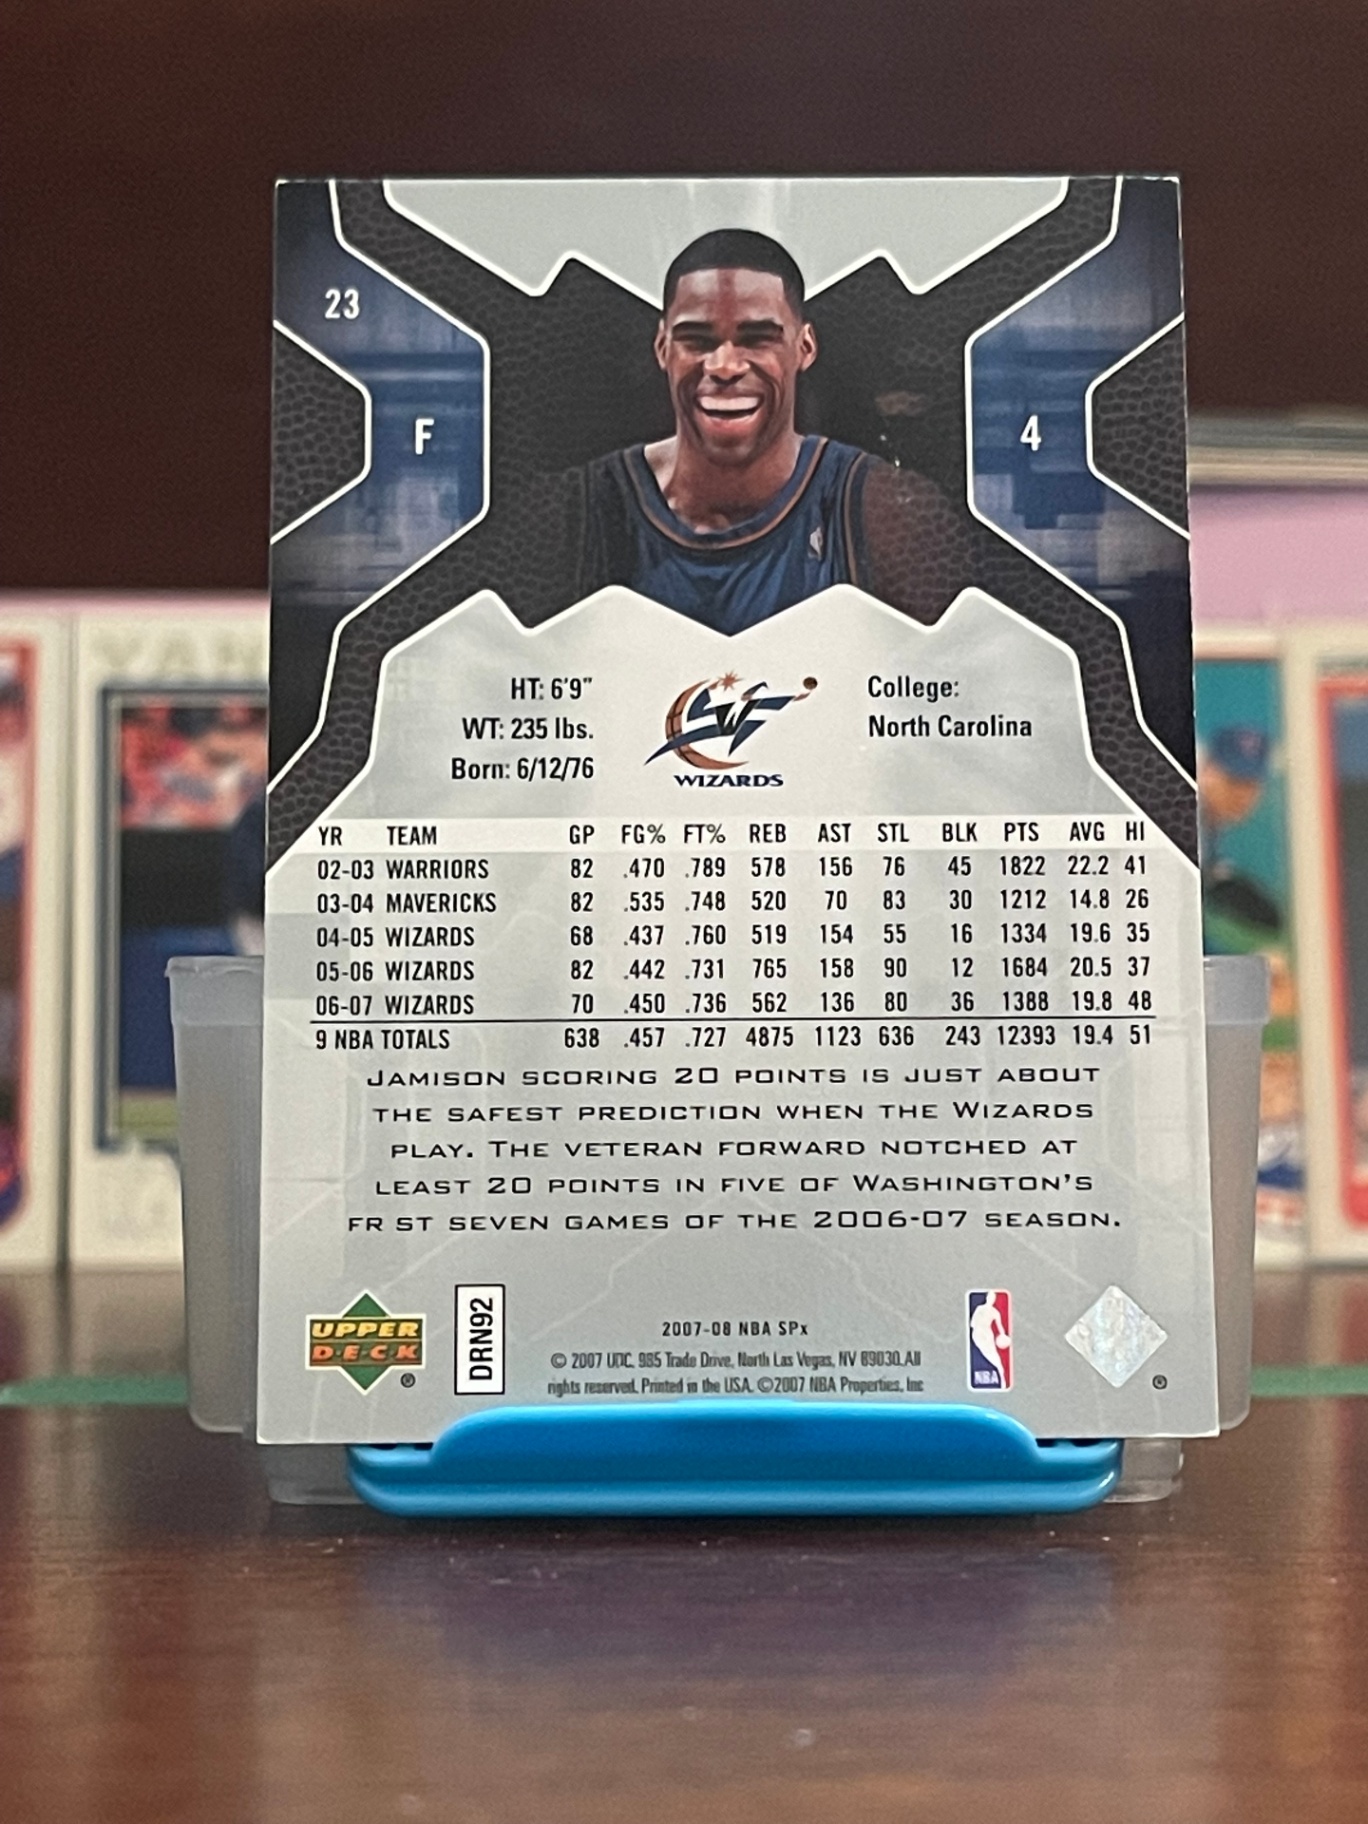 23
F
4
HT: 6'9"
WT: 235 lbs.
Born: 6/12/76
WIZARDS
College:
North Carolina
YR TEAM GP FG% FT% REB AST STL BLK PTS AVG HI
02-03 WARRIORS 82 .470 .789 578 156 76 45 1822 22.2 41
03-04 MAVERICKS 82 .535 .748 520 70 83 30 1212 14.8 26
04-05 WIZARDS 68 .437 .760 519 154 55 16 1334 19.6 35
05-06 WIZARDS 82 .442 .731 765 158 90 12 1684 20.5 37
06-07 WIZARDS 70 .450 .736 562 136 80 36 1388 19.8 48
9 NBA TOTALS 638 .457 .727 4875 1123 636 243 12393 19.4 51
JAMISON SCORING 20 POINTS IS JUST ABOUT
THE SAFEST PREDICTION WHEN THE WIZARDS
PLAY. THE VETERAN FORWARD NOTCHED AT
LEAST 20 POINTS IN FIVE OF WASHINGTON'S
FR ST SEVEN GAMES OF THE 2006-07 SEASON.
UPPER
DECK
®
DRN92
2007-08 NBA SPx
© 2007 UDC, 985 Trade Drive, North Las Vegas, NV 89030. All
rights reserved. Printed in the USA. ©2007 NBA Properties, Inc
NBA
®